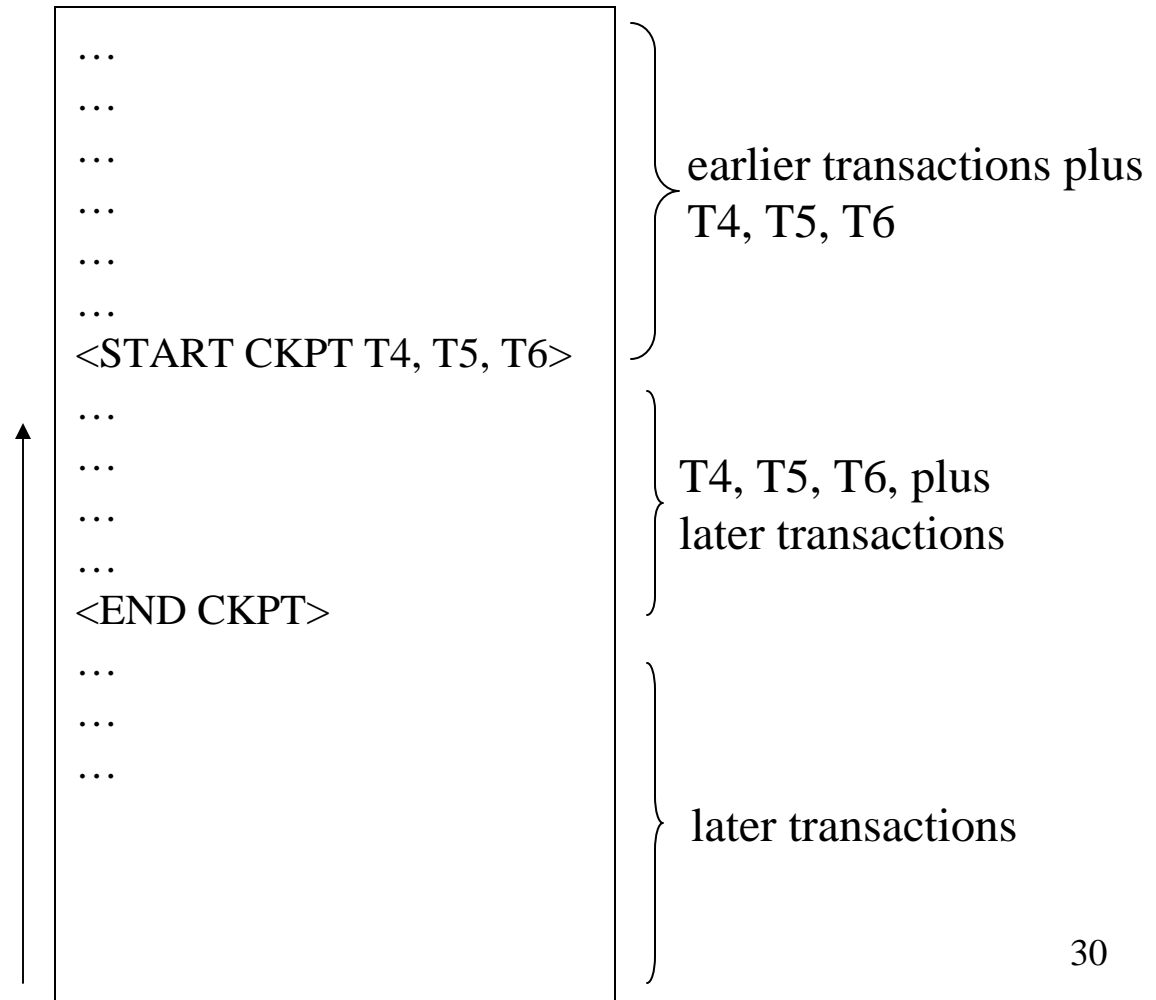 …
…
…
…
…
…
<START CKPT T4, T5, T6>
…
…
…
…
<END CKPT>
…
…
…
earlier transactions plus
T4, T5, T6
T4, T5, T6, plus
later transactions
later transactions
30